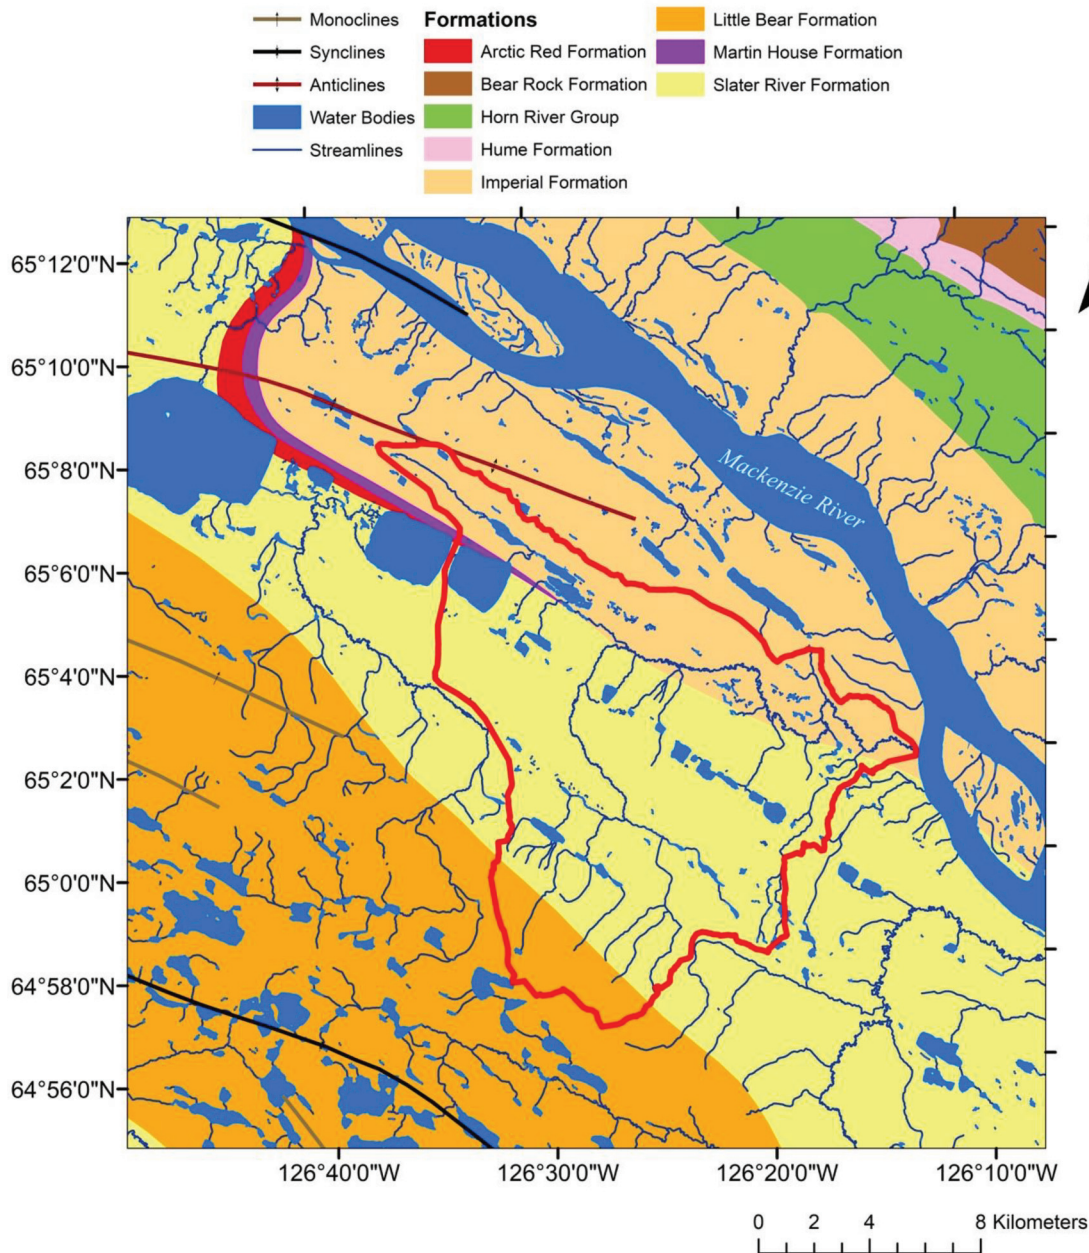 Monoclines
Synclines
Anticlines
Water Bodies
Streamlines
Formations
Arctic Red Formation
Bear Rock Formation
Horn River Group
Hume Formation
Imperial Formation
Little Bear Formation
Martin House Formation
Slater River Formation
65°12'0"N
65°10'0"N
65°8'0"N
65°6'0"N
65°4'0"N
65°2'0"N
65°0'0"N
64°58'0"N
64°56'0"N
Mackenzie River
126°40'0"W 126°30'0"W 126°20'0"W 126°10'0"W
0 2 4 8 Kilometers